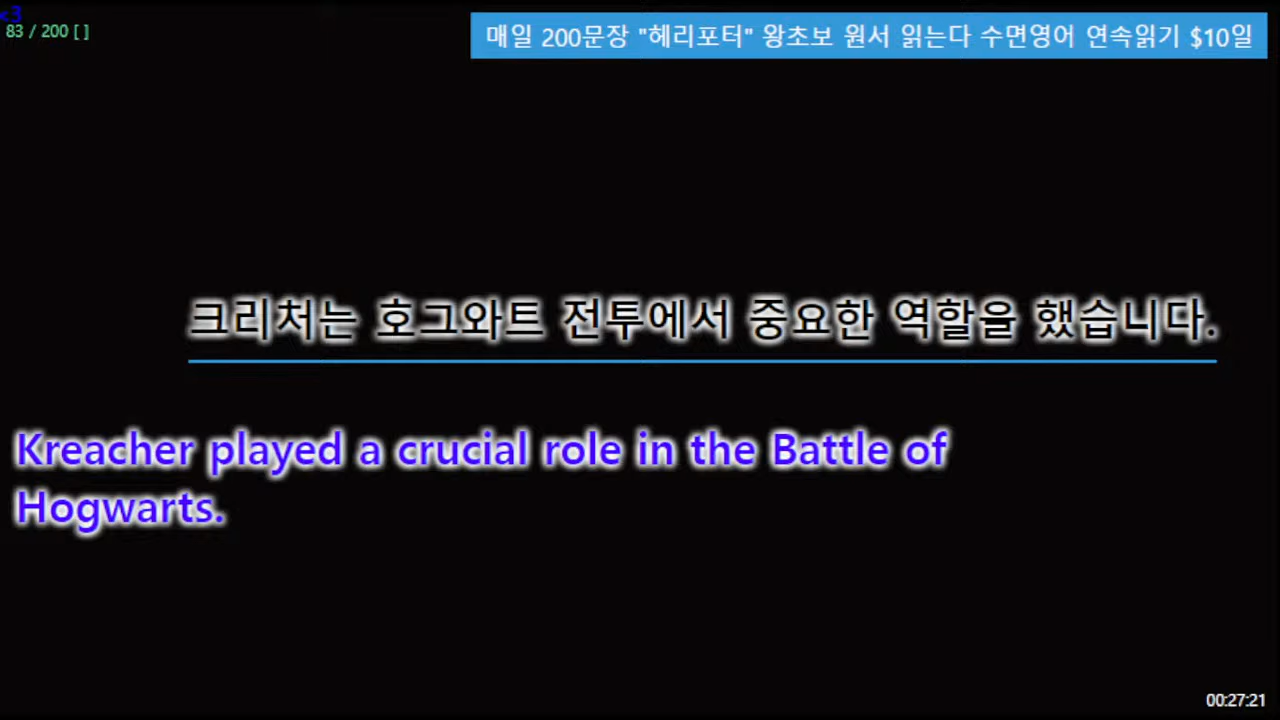 <3
83 / 200 [ ]
매일 200문장 "헤리포터" 왕초보 원서 읽는다 수면영어 연속읽기 $10일
크리처는 호그와트 전투에서 중요한 역할을 했습니다.
Kreacher played a crucial role in the Battle of
Hogwarts.
00:27:21